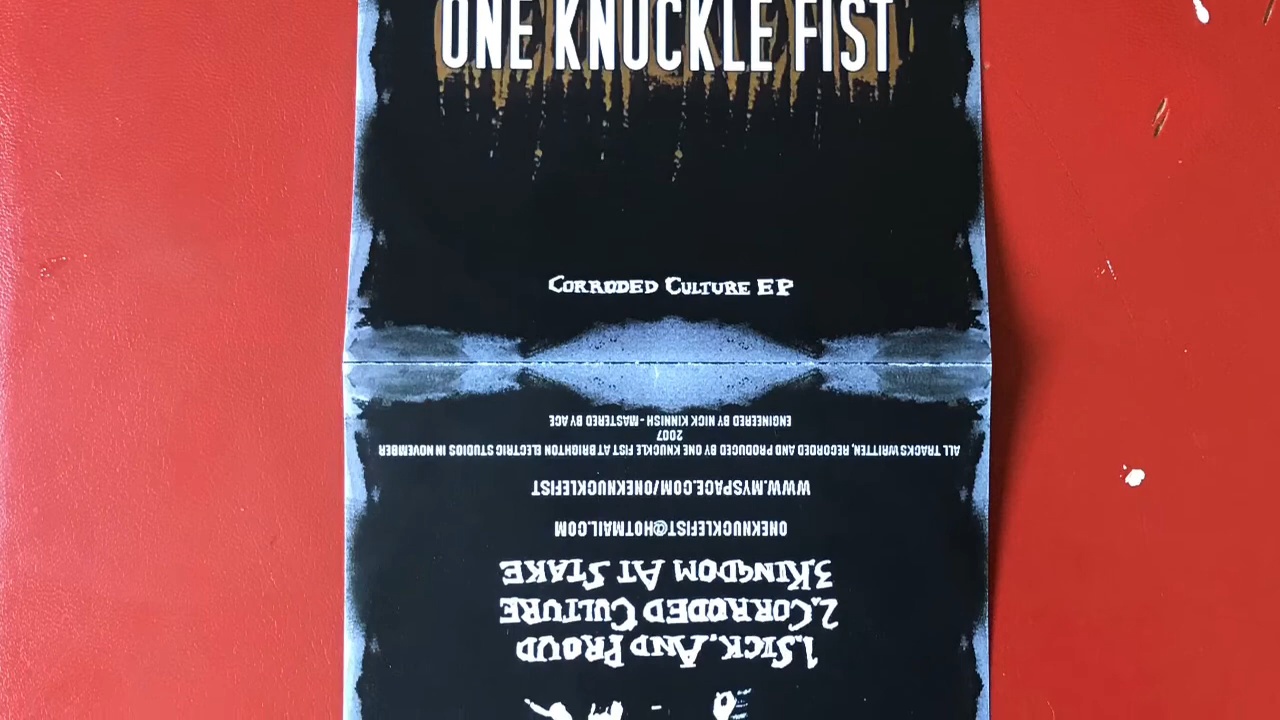 ONE KNUCKLE FIST
CORRODED CULTURE EP
1.SICK.AND PROUD
2.CORRODED CULTURE
3KINGDOM AT STAKE
ONEKNUCKLEFIST@HOTMAIL.COM
WWW.MYSPACE.COM/ONEKNUCKLEFIST
ALL TRACKS WRITTEN, RECORDED AND PRODUCED BY ONE KNUCKLE FIST AT BRIGHTON ELECTRIC STUDIOS IN NOVEMBER
2007
ENGINEERED BY NICK KINNISH - MASTERED BY ACE